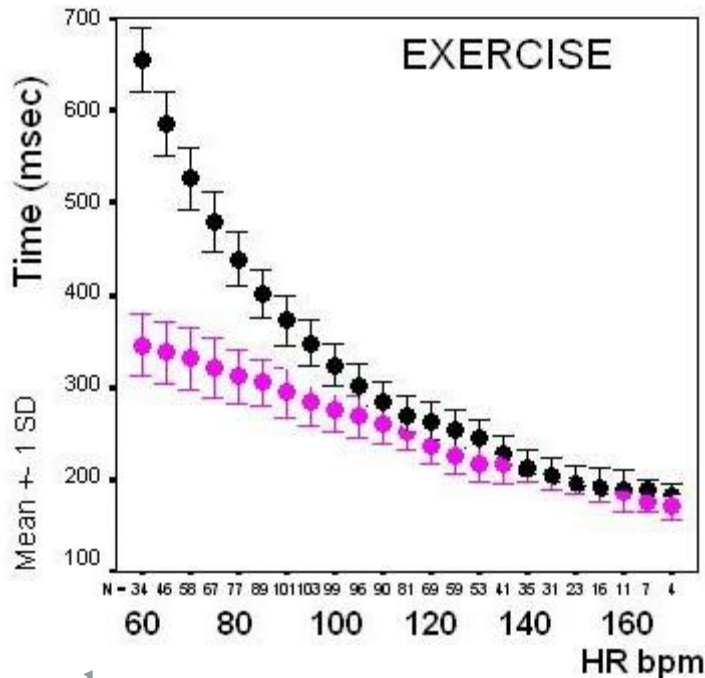 EXERCISE
Time (msec)
Mean +- 1 SD
700
600
500
400
300
200
100
N = 34 46 58 67 77 89 101 103 99 96 90 81 69 59 53 41 35 31 23 16 11 7 4
60 80 100 120 140 160
HR bpm